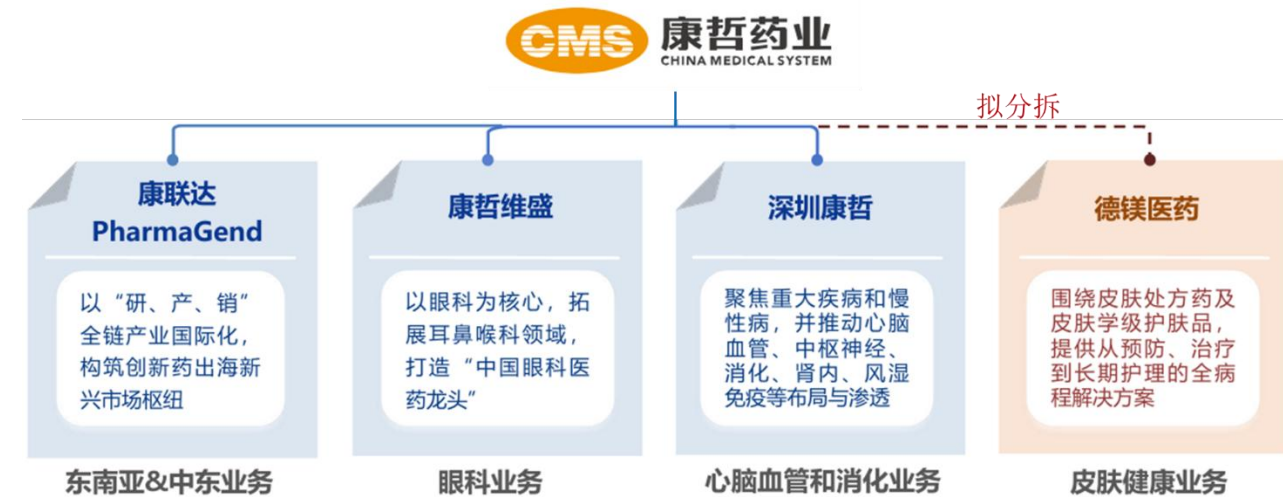 CMS 康哲药业
CHINA MEDICAL SYSTEM
拟分拆
康联达
PharmaGend
以“研、产、销”
全链产业国际化,
构筑创新药出海新
兴市场枢纽
东南亚&中东业务
康哲维盛
以眼科为核心，拓
展耳鼻喉科领域，
打造“中国眼科医
药龙头”
眼科业务
深圳康哲
聚焦重大疾病和慢
性病，并推动心脑
血管、中枢神经、
消化、肾内、风湿
免疫等布局与渗透
心脑血管和消化业务
德镁医药
围绕皮肤处方药及
皮肤学级护肤品，
提供从预防、治疗
到长期护理的全病
程解决方案
皮肤健康业务